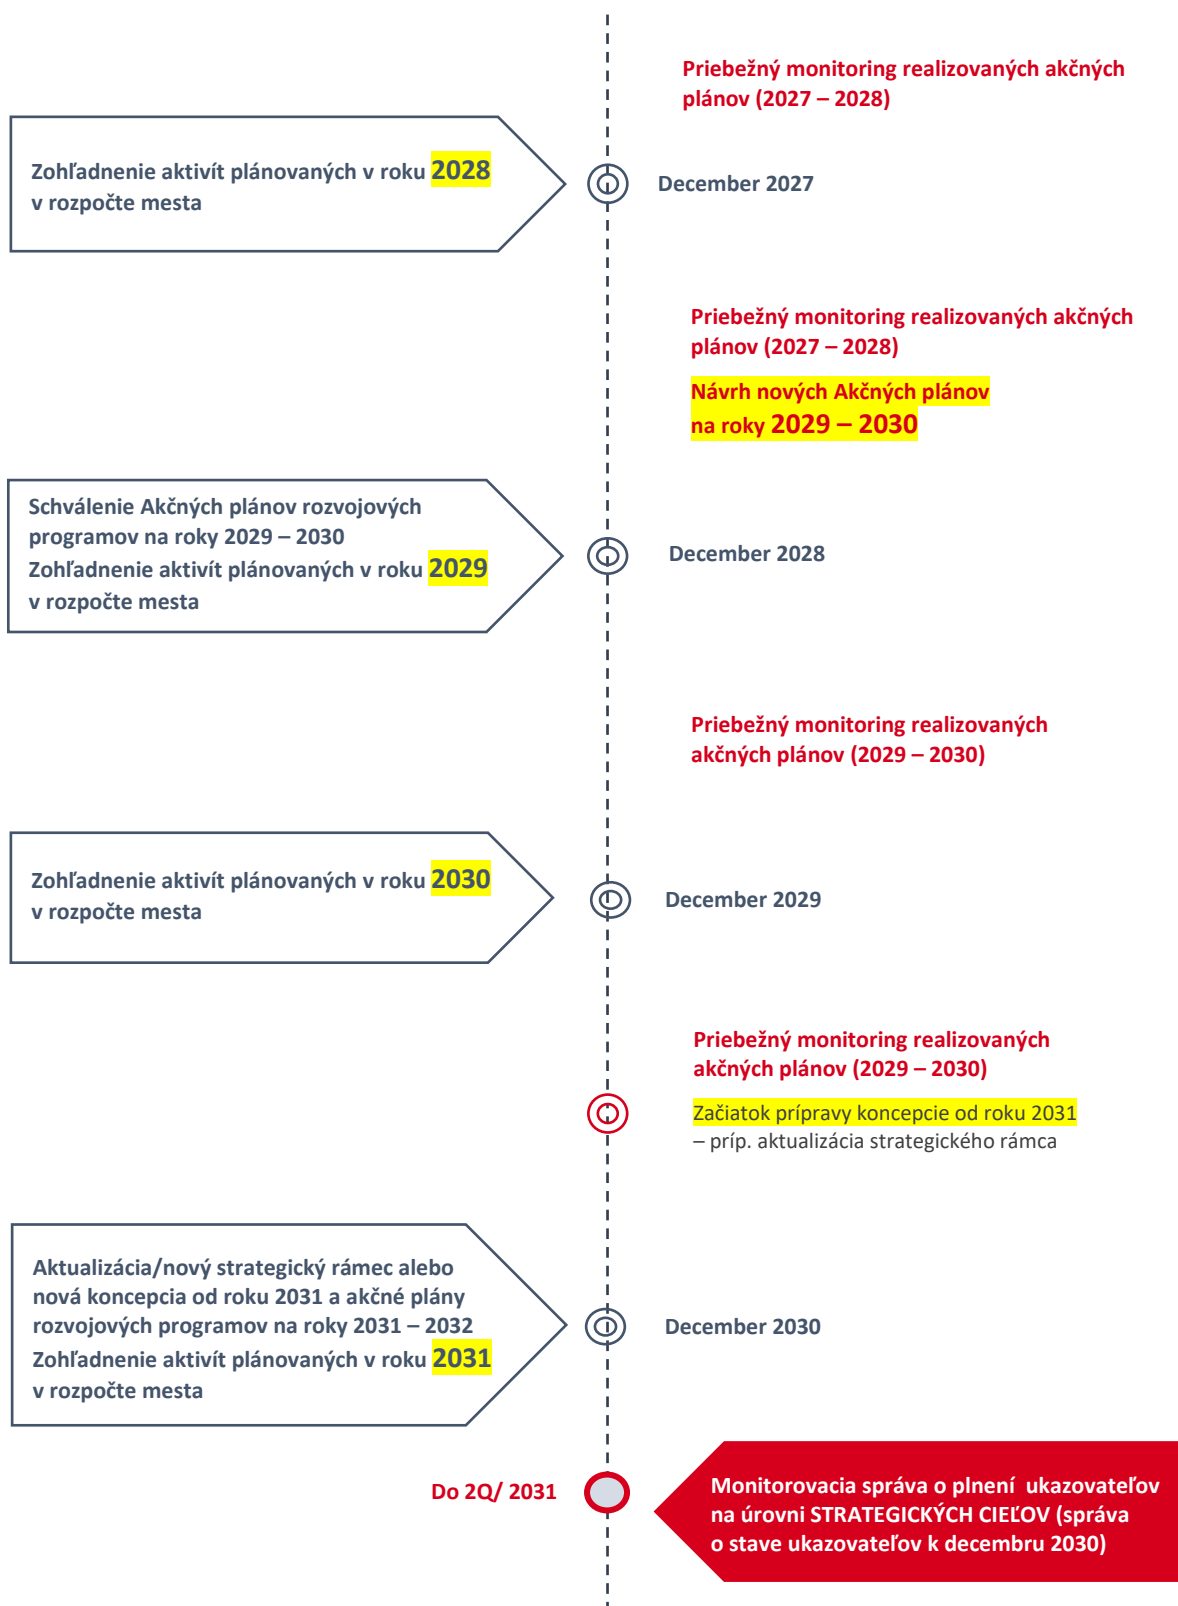 Priebežný monitoring realizovaných akčných
plánov (2027 – 2028)
Zohľadnenie aktivít plánovaných v roku 2028
v rozpočte mesta
December 2027
Priebežný monitoring realizovaných akčných
plánov (2027 – 2028)
Návrh nových Akčných plánov
na roky 2029 – 2030
Schválenie Akčných plánov rozvojových
programov na roky 2029 – 2030
Zohľadnenie aktivít plánovaných v roku 2029
v rozpočte mesta
December 2028
Priebežný monitoring realizovaných
akčných plánov (2029 – 2030)
Zohľadnenie aktivít plánovaných v roku 2030
v rozpočte mesta
December 2029
Priebežný monitoring realizovaných
akčných plánov (2029 – 2030)
Začiatok prípravy koncepcie od roku 2031
– príp. aktualizácia strategického rámca
Aktualizácia/nový strategický rámec alebo
nová koncepcia od roku 2031 a akčné plány
rozvojových programov na roky 2031 – 2032
Zohľadnenie aktivít plánovaných v roku 2031
v rozpočte mesta
December 2030
Do 2Q/ 2031
Monitorovacia správa o plnení ukazovateľov
na úrovni STRATEGICKÝCH CIEĽOV (správa
o stave ukazovateľov k decembru 2030)